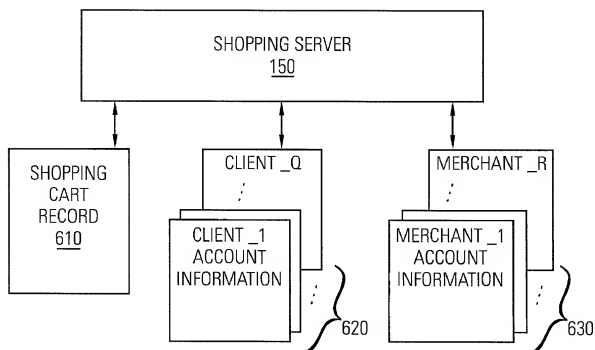 SHOPPING SERVER
150
SHOPPING
CART
RECORD
610
CLIENT _Q
CLIENT _1
ACCOUNT
INFORMATION
620
MERCHANT _R
MERCHANT _1
ACCOUNT
INFORMATION
630